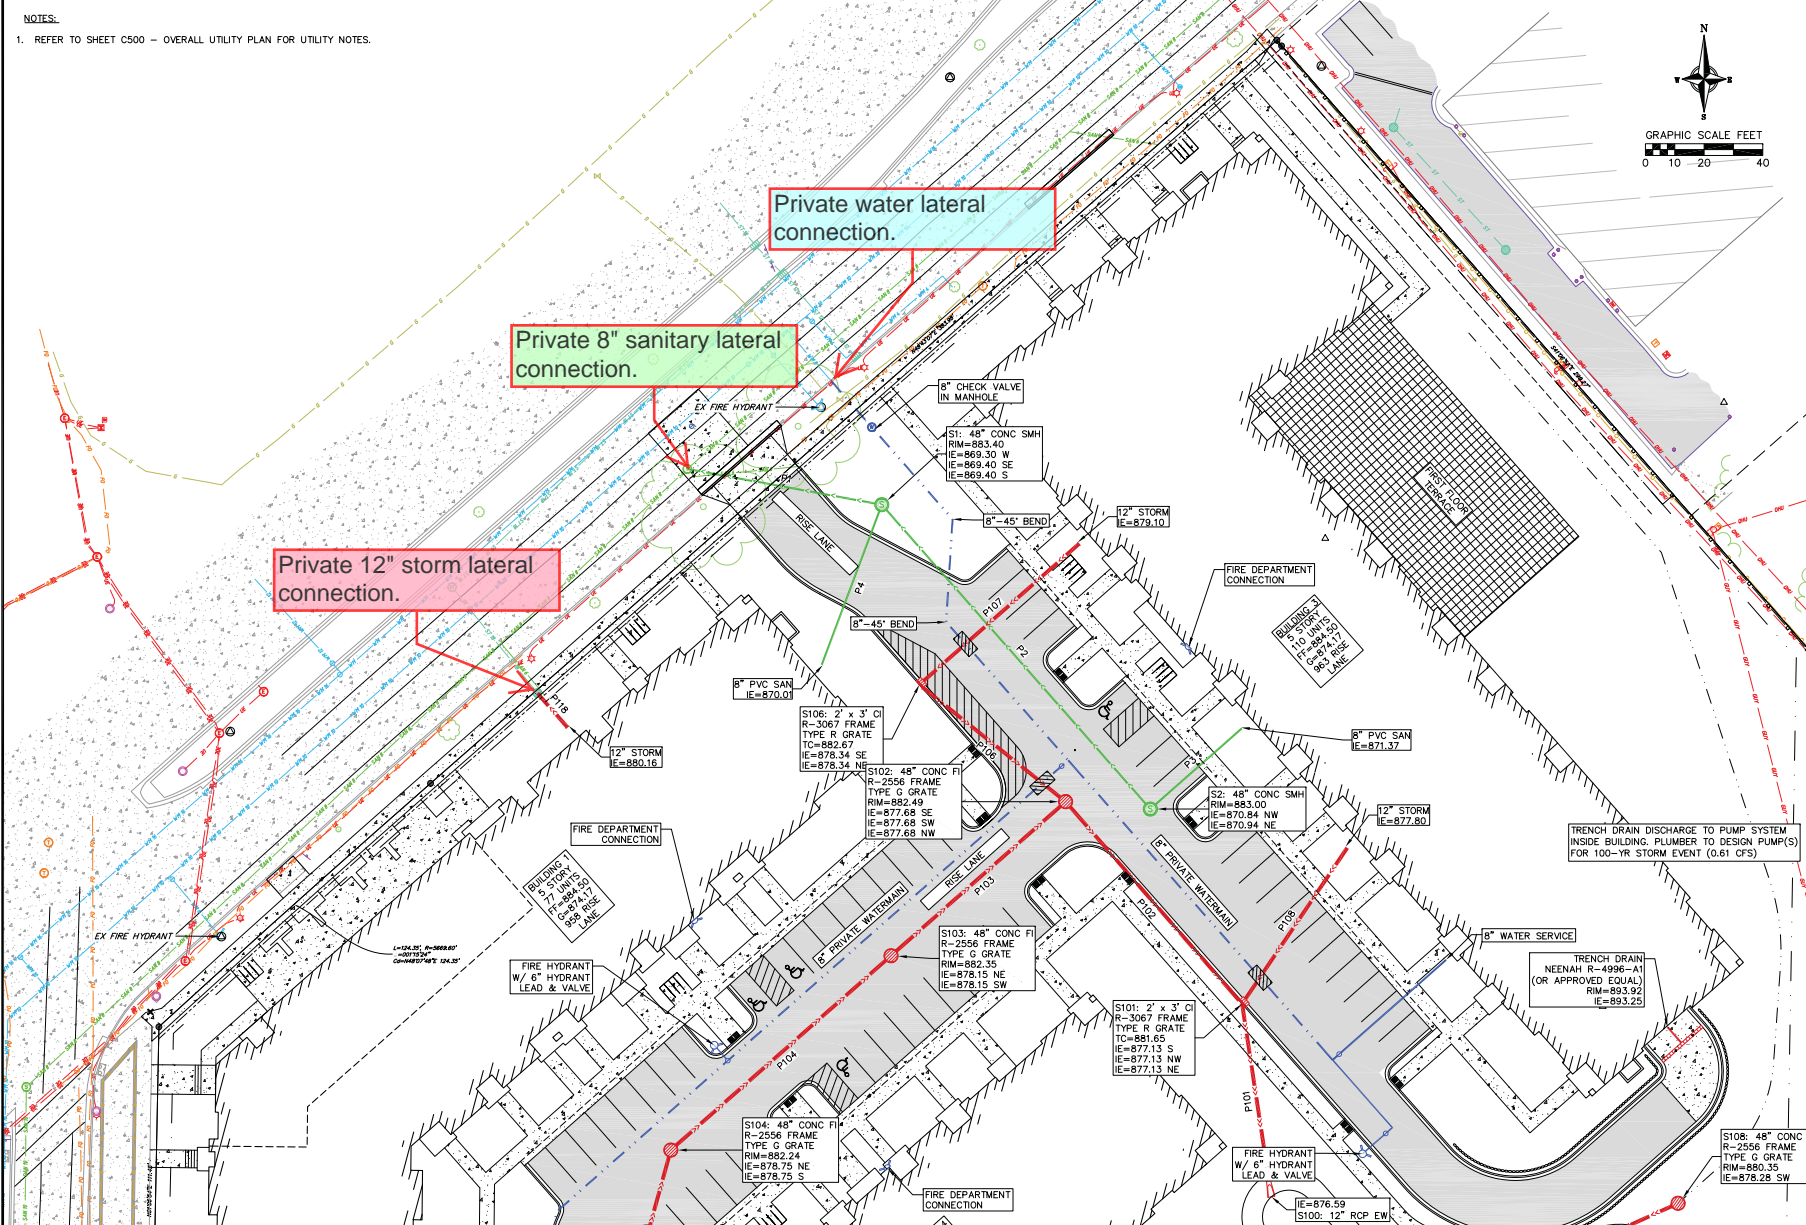 NOTES:
1. REFER TO SHEET C500 – OVERALL UTILITY PLAN FOR UTILITY NOTES.
N
W
E
S
GRAPHIC SCALE FEET
0 10 20 40
Private water lateral
connection.
Private 8" sanitary lateral
connection.
EX FIRE HYDRANT
8" CHECK VALVE
IN MANHOLE
S1: 48" CONC SMH
RIM=883.40
IE=869.30 W
IE=869.40 SE
IE=869.40 S
FIRST FLOOR
TERRACE
8"-45° BEND
12" STORM
IE=879.10
RISE LANE
Private 12" storm lateral
connection.
FIRE DEPARTMENT
CONNECTION
P4
P107
8"-45° BEND
P2
BUILDING 3
5 STORY
110 UNITS
FF=884.50
G=874.17
963 RISE
LANE
8" PVC SAN
IE=870.01
P118
12" STORM
IE=880.16
S106: 2' x 3' CI
R-3067 FRAME
TYPE R GRATE
TC=882.67
IE=878.34 SE
IE=878.34 NE
P106
8" PVC SAN
IE=871.37
P3
S102: 48" CONC FI
R-2556 FRAME
TYPE G GRATE
RIM=882.49
IE=877.68 SE
IE=877.68 SW
IE=877.68 NW
S2: 48" CONC SMH
RIM=883.00
IE=870.84 NW
IE=870.94 NE
12" STORM
IE=877.80
FIRE DEPARTMENT
CONNECTION
TRENCH DRAIN DISCHARGE TO PUMP SYSTEM
INSIDE BUILDING. PLUMBER TO DESIGN PUMP(S)
FOR 100-YR STORM EVENT (0.61 CFS)
BUILDING 1
5 STORY
77 UNITS
FF=884.50
G=874.17
958 RISE
LANE
RISE LANE
P103
8" PRIVATE WATERMAIN
8" PRIVATE WATERMAIN
P102
P108
EX FIRE HYDRANT
8" WATER SERVICE
S103: 48" CONC FI
R-2556 FRAME
TYPE G GRATE
RIM=882.35
IE=878.15 NE
IE=878.15 SW
FIRE HYDRANT
W/ 6" HYDRANT
LEAD & VALVE
TRENCH DRAIN
NEENAH R-4996-A1
(OR APPROVED EQUAL)
RIM=893.92
IE=893.25
S101: 2' x 3' CI
R-3067 FRAME
TYPE R GRATE
TC=881.65
IE=877.13 S
IE=877.13 NW
IE=877.13 NE
P104
P101
S104: 48" CONC FI
R-2556 FRAME
TYPE G GRATE
RIM=882.24
IE=878.75 NE
IE=878.75 S
FIRE HYDRANT
W/ 6" HYDRANT
LEAD & VALVE
S108: 48" CONC
R-2556 FRAME
TYPE G GRATE
RIM=880.35
IE=878.28 SW
FIRE DEPARTMENT
CONNECTION
IE=876.59
S100: 12" RCP EW